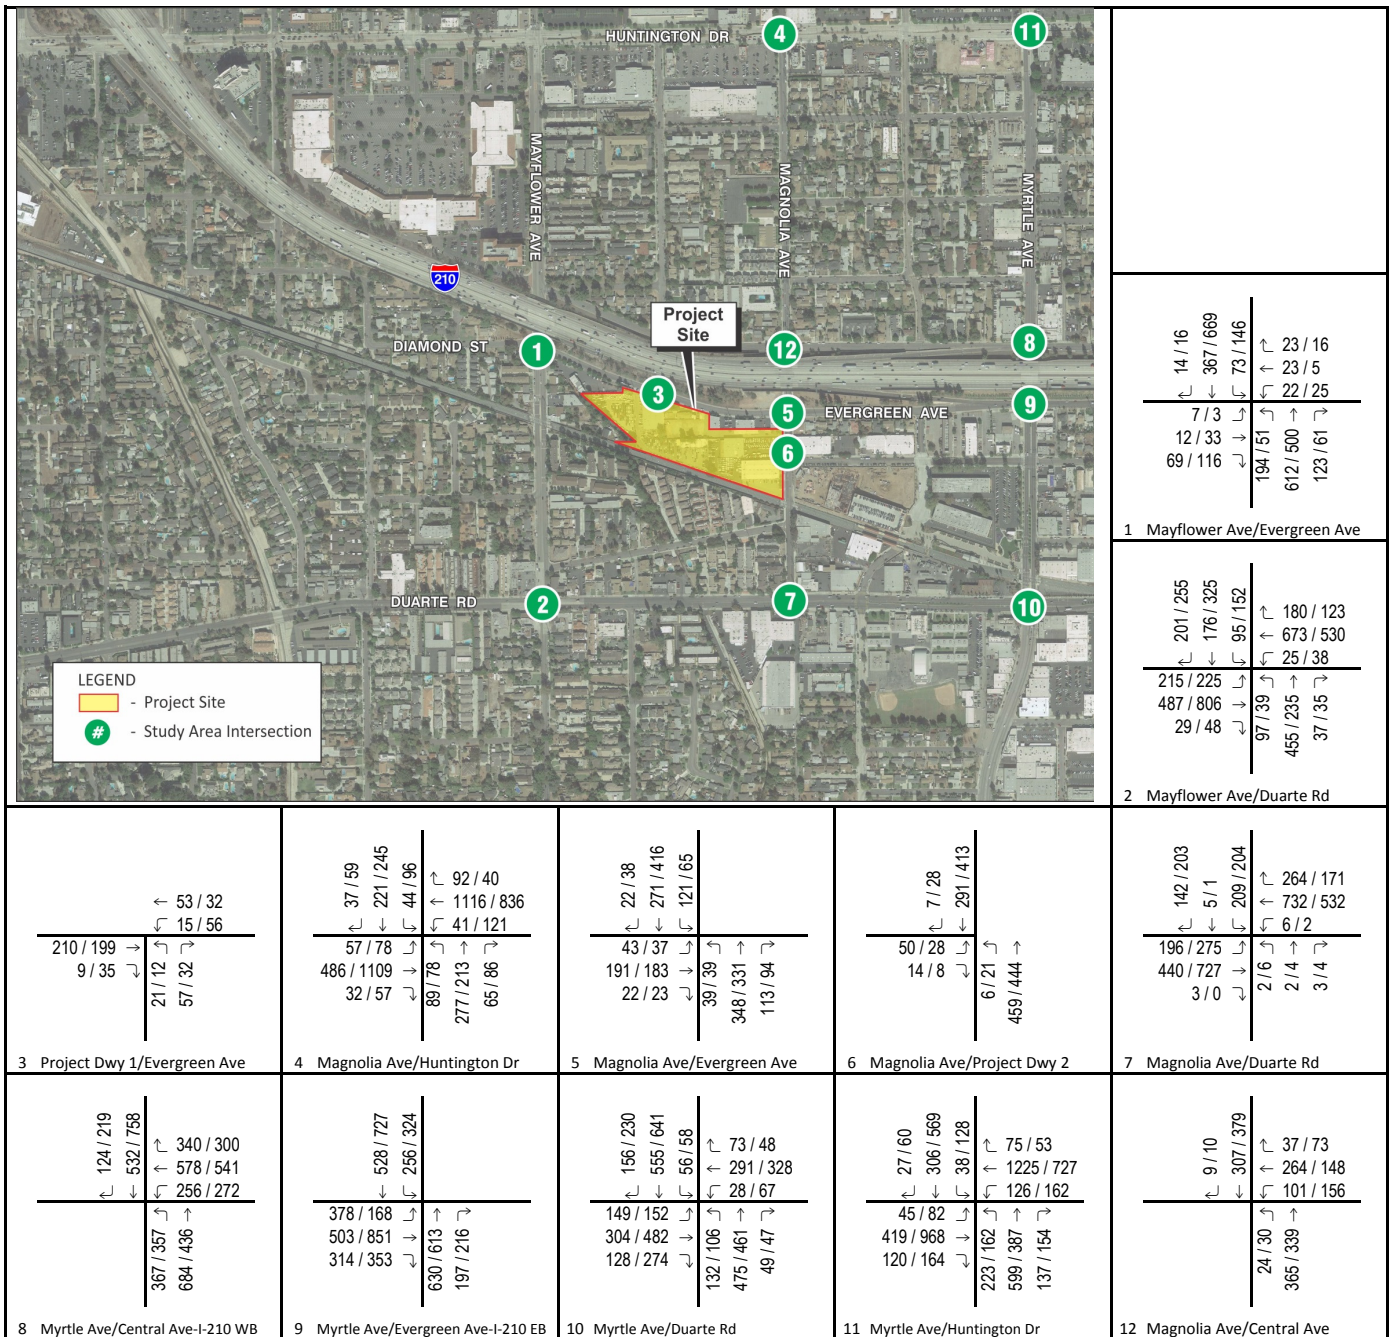 HUNTINGTON DR
4
11
MAYFLOWER AVE
MAGNOLIA AVE
MYRTLE AVE
210
Project
Site
DIAMOND ST
1
12
8
3
5
EVERGREEN AVE
9
6
DUARTE RD
2
7
10
LEGEND
- Project Site
# - Study Area Intersection
14 / 16
367 / 669
73 / 146
↵ ↓ ↳
↑ 23 / 16
← 23 / 5
↓ 22 / 25
7 / 3
12 / 33 →
69 / 116
194 / 51
612 / 500
123 / 61
1 Mayflower Ave/Evergreen Ave
201 / 255
176 / 325
95 / 152
180 / 123
← 673 / 530
25 / 38
215 / 225
487 / 806 →
29 / 48
97 / 39
455 / 235
37 / 35
2 Mayflower Ave/Duarte Rd
← 53 / 32
15 / 56
210 / 199 →
9 / 35
21 / 12
57 / 32
3 Project Dwy 1/Evergreen Ave
37 / 59
221 / 245
44 / 96
92 / 40
← 1116 / 836
41 / 121
57 / 78
486 / 1109 →
32 / 57
89 / 78
277 / 213
65 / 86
4 Magnolia Ave/Huntington Dr
22 / 38
271 / 416
121 / 65
43 / 37
191 / 183 →
22 / 23
39 / 39
348 / 331
113 / 94
5 Magnolia Ave/Evergreen Ave
7 / 28
291 / 413
50 / 28
14 / 8
6 / 21
459 / 444
6 Magnolia Ave/Project Dwy 2
142 / 203
5 / 1
209 / 204
264 / 171
← 732 / 532
6 / 2
196 / 275
440 / 727 →
3 / 0
2 / 6
2 / 4
3 / 4
7 Magnolia Ave/Duarte Rd
124 / 219
532 / 758
340 / 300
← 578 / 541
256 / 272
367 / 357
684 / 436
8 Myrtle Ave/Central Ave-I-210 WB
528 / 727
256 / 324
378 / 168
503 / 851 →
314 / 353
630 / 613
197 / 216
9 Myrtle Ave/Evergreen Ave-I-210 EB
156 / 230
555 / 641
56 / 58
73 / 48
← 291 / 328
28 / 67
149 / 152
304 / 482 →
128 / 274
132 / 106
475 / 461
49 / 47
10 Myrtle Ave/Duarte Rd
27 / 60
306 / 569
38 / 128
75 / 53
← 1225 / 727
126 / 162
45 / 82
419 / 968 →
120 / 164
223 / 162
599 / 387
137 / 154
11 Myrtle Ave/Huntington Dr
9 / 10
307 / 379
37 / 73
← 264 / 148
101 / 156
24 / 30
365 / 339
12 Magnolia Ave/Central Ave